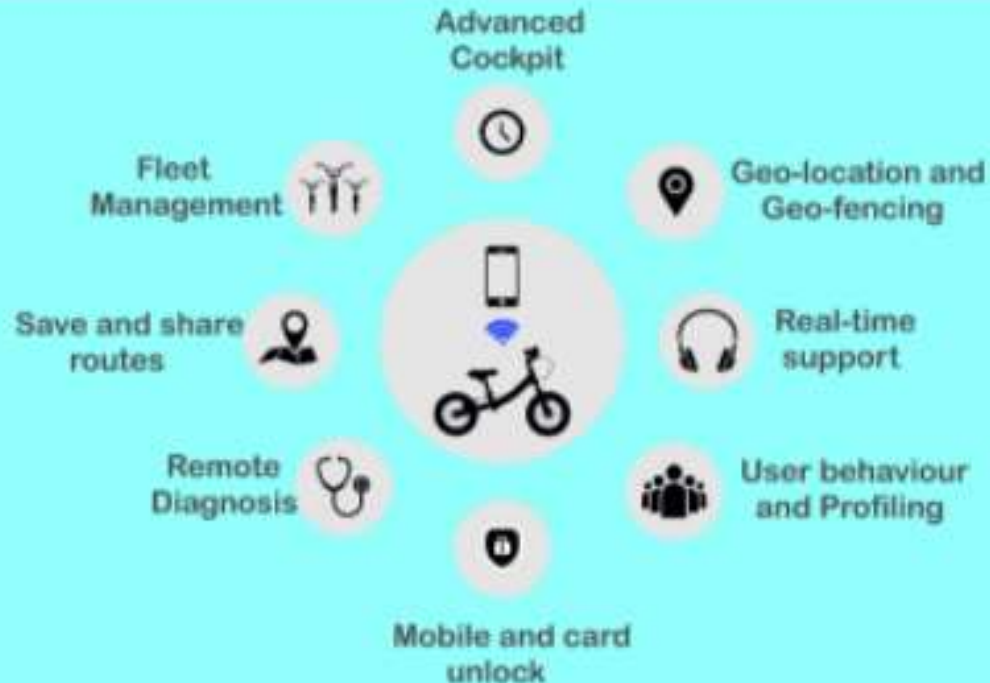 Advanced
Cockpit
Geo-location and
Geo-fencing
Real-time
support
User behaviour
and Profiling
Mobile and card
unlock
Remote
Diagnosis
Save and share
routes
Fleet
Management